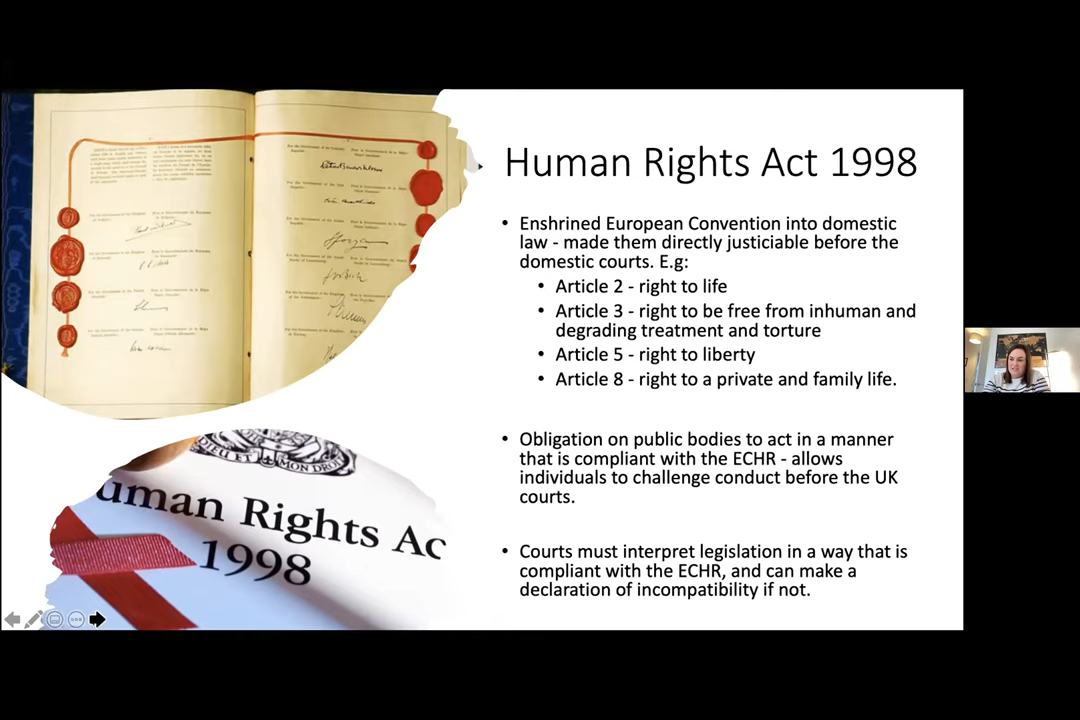 Human Rights Act 1998
• Enshrined European Convention into domestic
law - made them directly justiciable before the
domestic courts. E.g:
• Article 2 - right to life
• Article 3 - right to be free from inhuman and
degrading treatment and torture
• Article 5 - right to liberty
• Article 8 - right to a private and family life.
• Obligation on public bodies to act in a manner
that is compliant with the ECHR - allows
individuals to challenge conduct before the UK
courts.
• Courts must interpret legislation in a way that is
compliant with the ECHR, and can make a
declaration of incompatibility if not.
DIEU ET MON DROIT
uman Rights Ac
1998